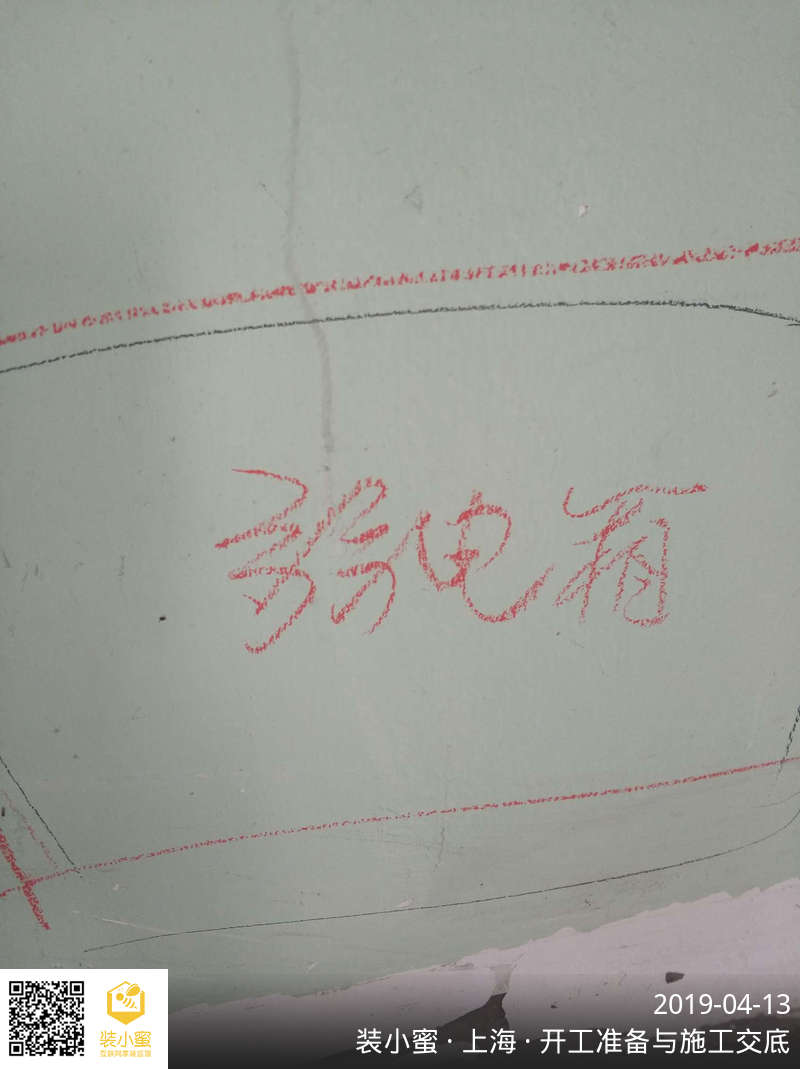 弱电箱
2019-04-13
装小蜜
装小蜜 · 上海 · 开工准备与施工交底